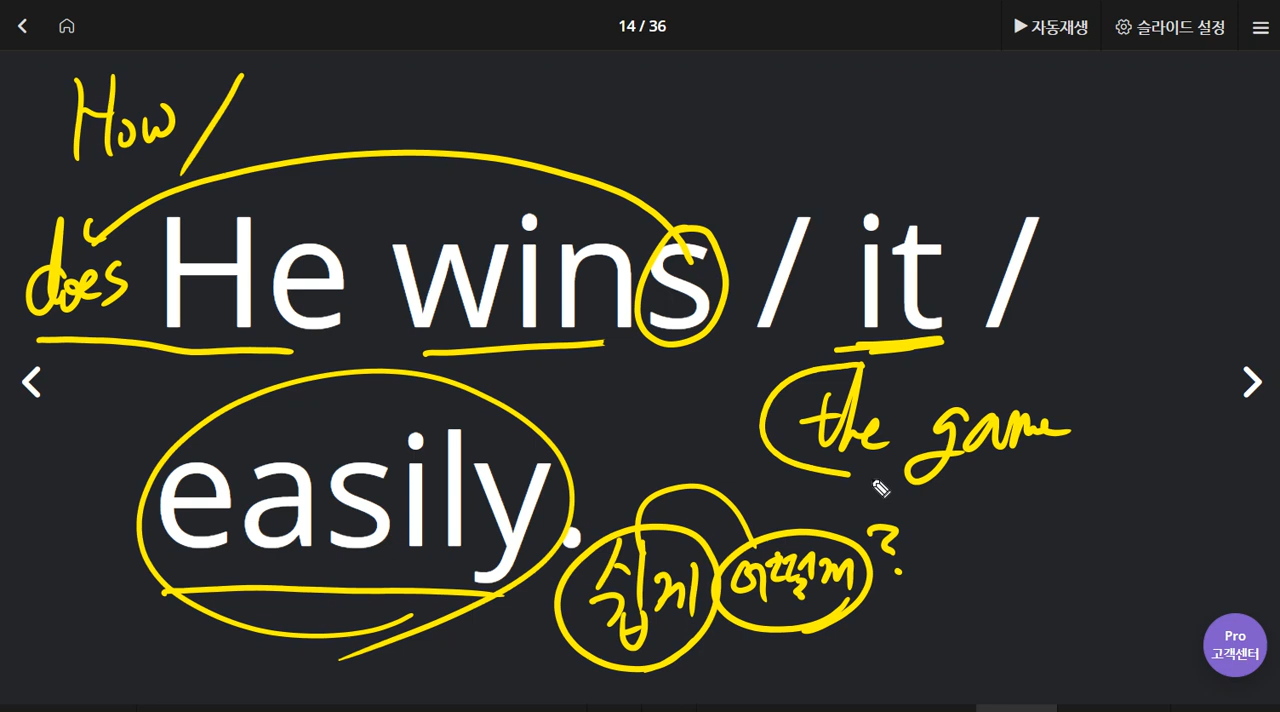 14 / 36
자동재생
슬라이드 설정
How /
does He wins / it /
the game
easily.
쉽게 어떻게?
Pro
고객센터